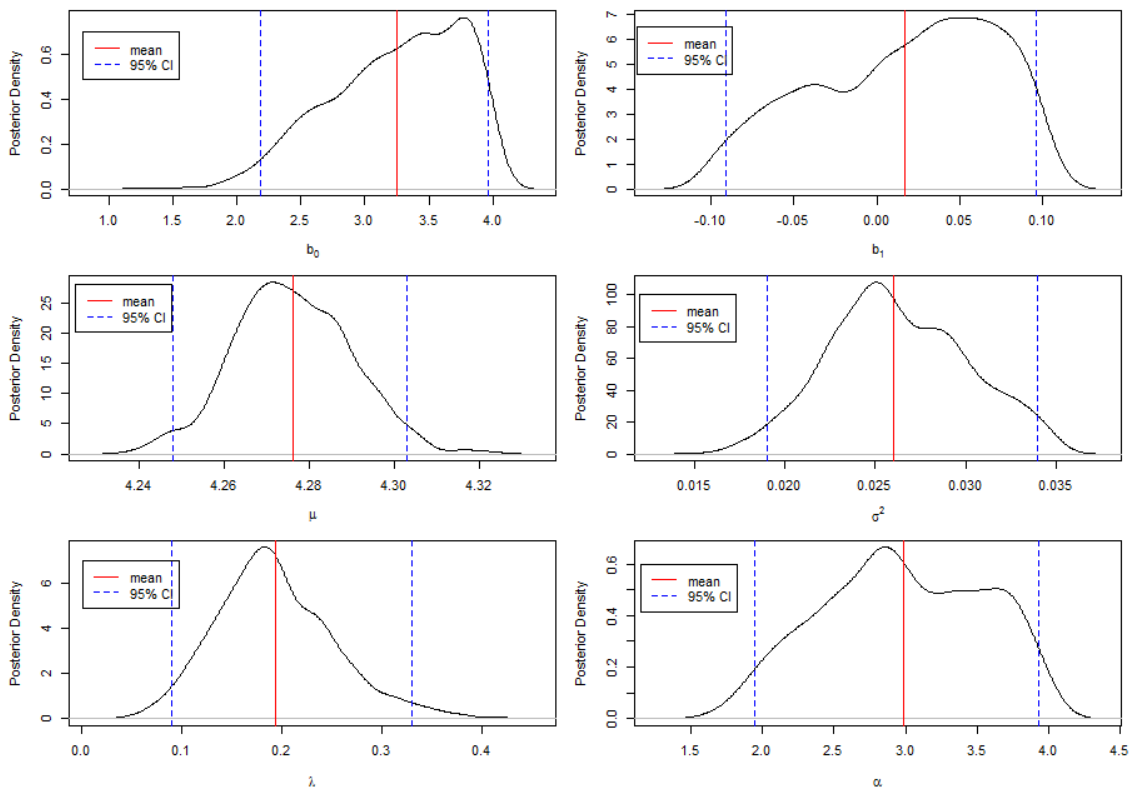 mean
95% CI
Posterior Density
0.0 0.2 0.4 0.6
1.0 1.5 2.0 2.5 3.0 3.5 4.0
b0
mean
95% CI
Posterior Density
0 1 2 3 4 5 6 7
-0.10 -0.05 0.00 0.05 0.10
b1
mean
95% CI
Posterior Density
0 5 10 15 20 25
4.24 4.26 4.28 4.30 4.32
μ
mean
95% CI
Posterior Density
0 20 40 60 80 100
0.015 0.020 0.025 0.030 0.035
σ²
mean
95% CI
Posterior Density
0 2 4 6
0.0 0.1 0.2 0.3 0.4
λ
mean
95% CI
Posterior Density
0.0 0.2 0.4 0.6
1.5 2.0 2.5 3.0 3.5 4.0 4.5
α